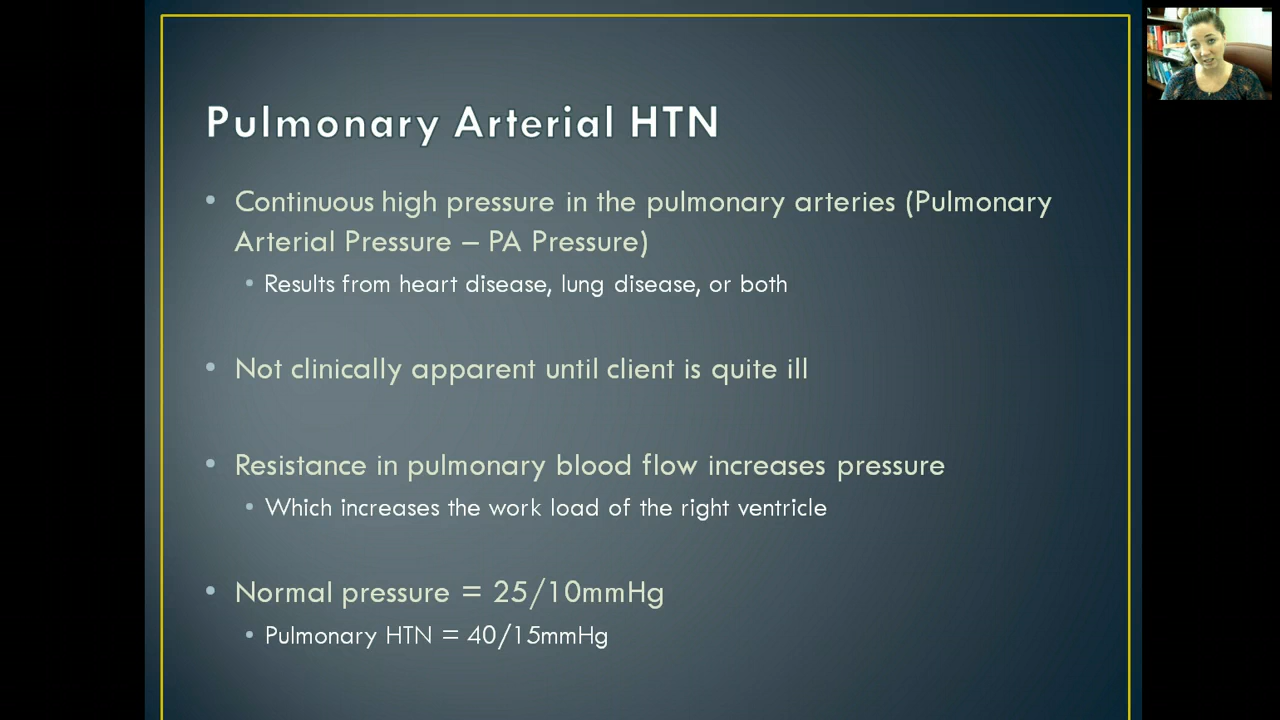 Pulmonary Arterial HTN
• Continuous high pressure in the pulmonary arteries (Pulmonary
Arterial Pressure – PA Pressure)
• Results from heart disease, lung disease, or both
• Not clinically apparent until client is quite ill
• Resistance in pulmonary blood flow increases pressure
• Which increases the work load of the right ventricle
• Normal pressure = 25/10mmHg
• Pulmonary HTN = 40/15mmHg